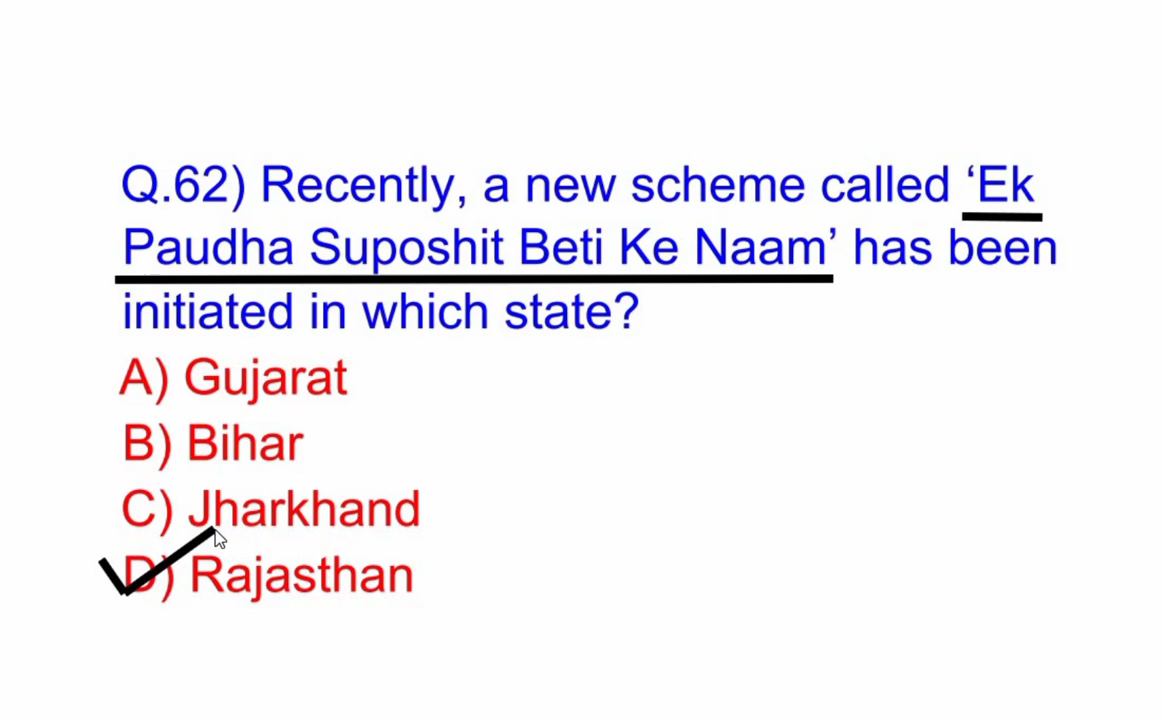 Q.62) Recently, a new scheme called ‘Ek
Paudha Suposhit Beti Ke Naam’ has been
initiated in which state?
A) Gujarat
B) Bihar
C) Jharkhand
D) Rajasthan